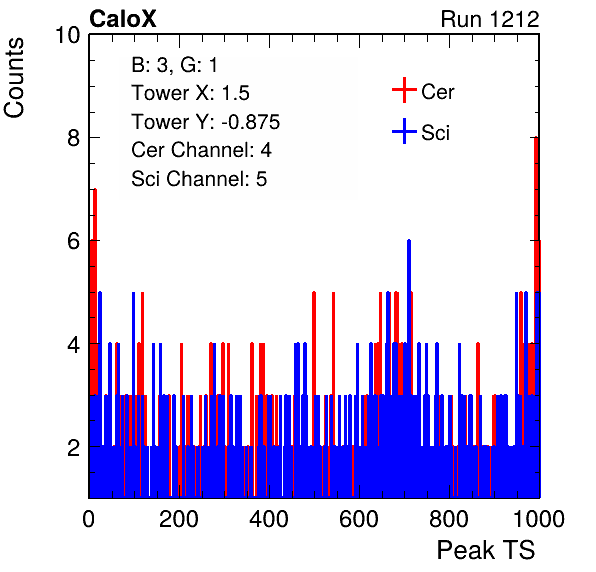 CaloX Run 1212
Counts
10
8
6
4
2
B: 3, G: 1
Tower X: 1.5
Tower Y: -0.875
Cer Channel: 4
Sci Channel: 5
Cer
Sci
0 200 400 600 800 1000
Peak TS